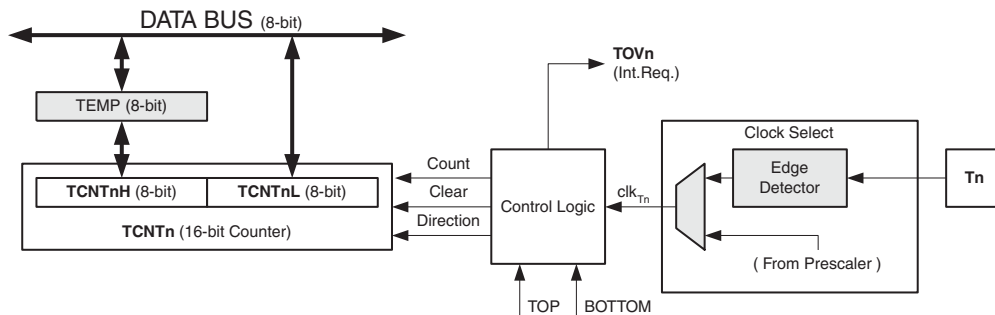 DATA BUS (8-bit)
TEMP (8-bit)
TCNTnH (8-bit)
TCNTnL (8-bit)
TCNTn (16-bit Counter)
Count
Clear
Direction
Control Logic
TOVn
(Int.Req.)
TOP
BOTTOM
clkTn
Clock Select
Edge
Detector
( From Prescaler )
Tn